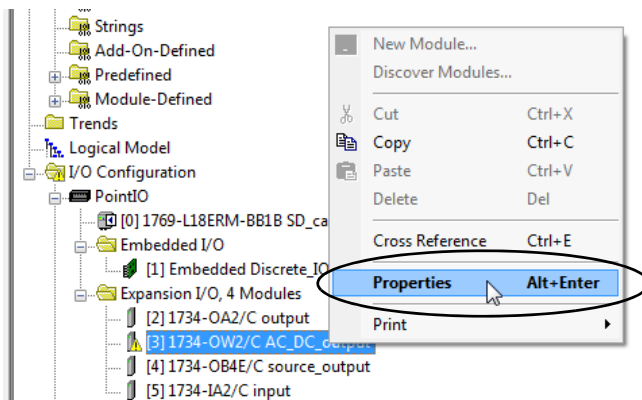 Strings
Add-On-Defined
Predefined
Module-Defined
Trends
Logical Model
I/O Configuration
PointIO
[0] 1769-L18ERM-BB1B SD_ca
Embedded I/O
[1] Embedded Discrete_IO
Expansion I/O, 4 Modules
[2] 1734-OA2/C output
[3] 1734-OW2/C AC_DC_output
[4] 1734-OB4E/C source_output
[5] 1734-IA2/C input
New Module...
Discover Modules...
Cut Ctrl+X
Copy Ctrl+C
Paste Ctrl+V
Delete Del
Cross Reference Ctrl+E
Properties Alt+Enter
Print